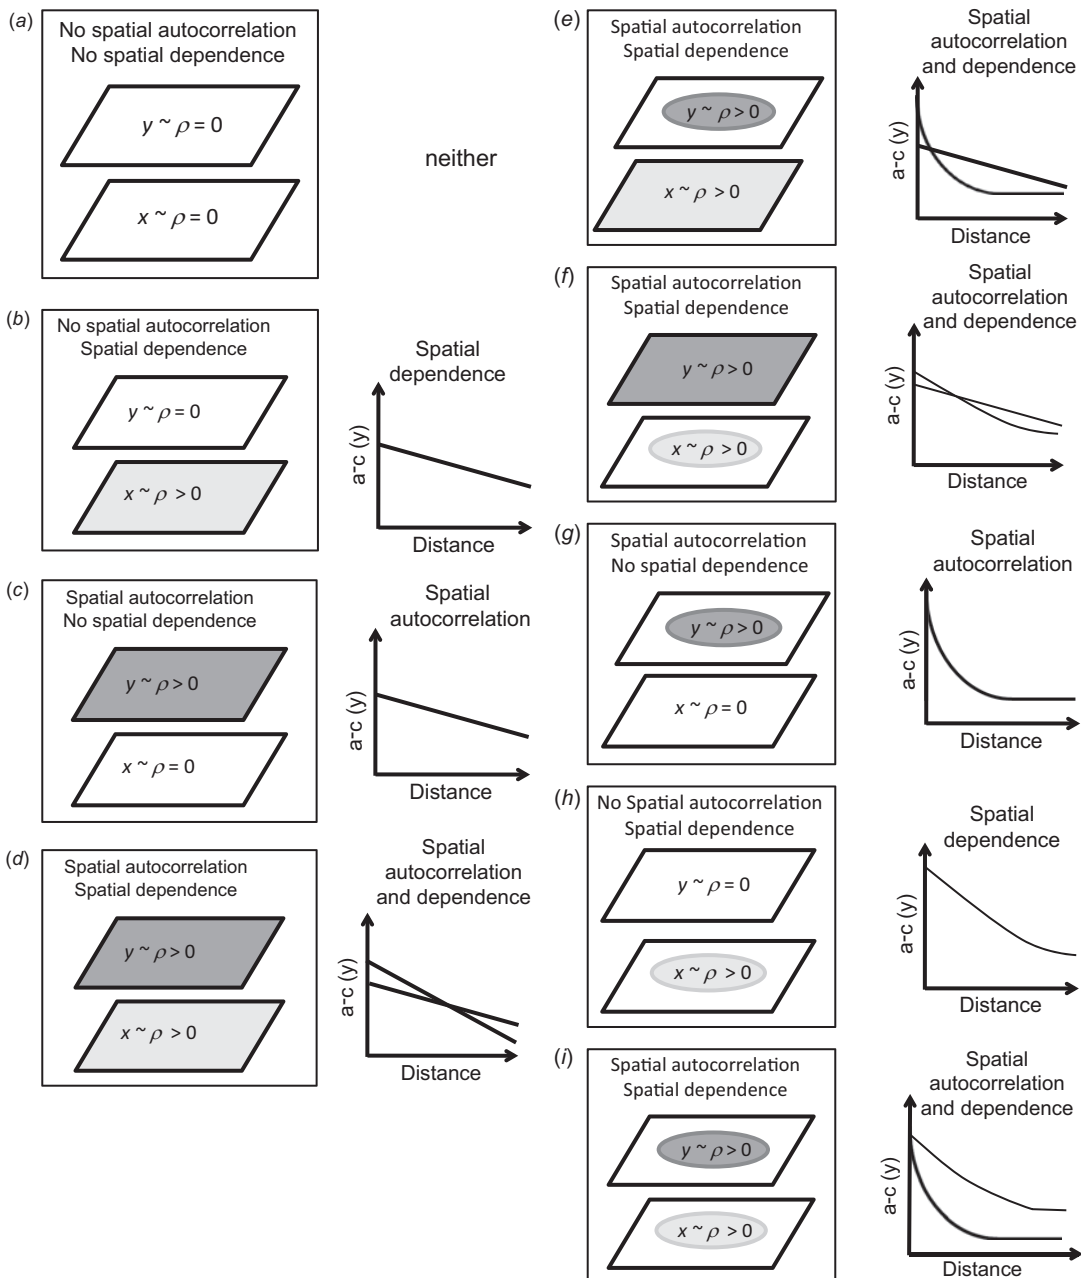 (a)
No spatial autocorrelation
No spatial dependence
y ~ ρ = 0
x ~ ρ = 0
neither
(b)
No spatial autocorrelation
Spatial dependence
y ~ ρ = 0
x ~ ρ > 0
Spatial
dependence
a-c (y)
Distance
(c)
Spatial autocorrelation
No spatial dependence
y ~ ρ > 0
x ~ ρ = 0
Spatial
autocorrelation
a-c (y)
Distance
(d)
Spatial autocorrelation
Spatial dependence
y ~ ρ > 0
x ~ ρ > 0
Spatial
autocorrelation
and dependence
a-c (y)
Distance
(e)
Spatial autocorrelation
Spatial dependence
y ~ ρ > 0
x ~ ρ > 0
Spatial
autocorrelation
and dependence
a-c (y)
Distance
(f)
Spatial autocorrelation
Spatial dependence
y ~ ρ > 0
x ~ ρ > 0
Spatial
autocorrelation
and dependence
a-c (y)
Distance
(g)
Spatial autocorrelation
No spatial dependence
y ~ ρ > 0
x ~ ρ = 0
Spatial
autocorrelation
a-c (y)
Distance
(h)
No Spatial autocorrelation
Spatial dependence
y ~ ρ = 0
x ~ ρ > 0
Spatial
dependence
a-c (y)
Distance
(i)
Spatial autocorrelation
Spatial dependence
y ~ ρ > 0
x ~ ρ > 0
Spatial
autocorrelation
and dependence
a-c (y)
Distance